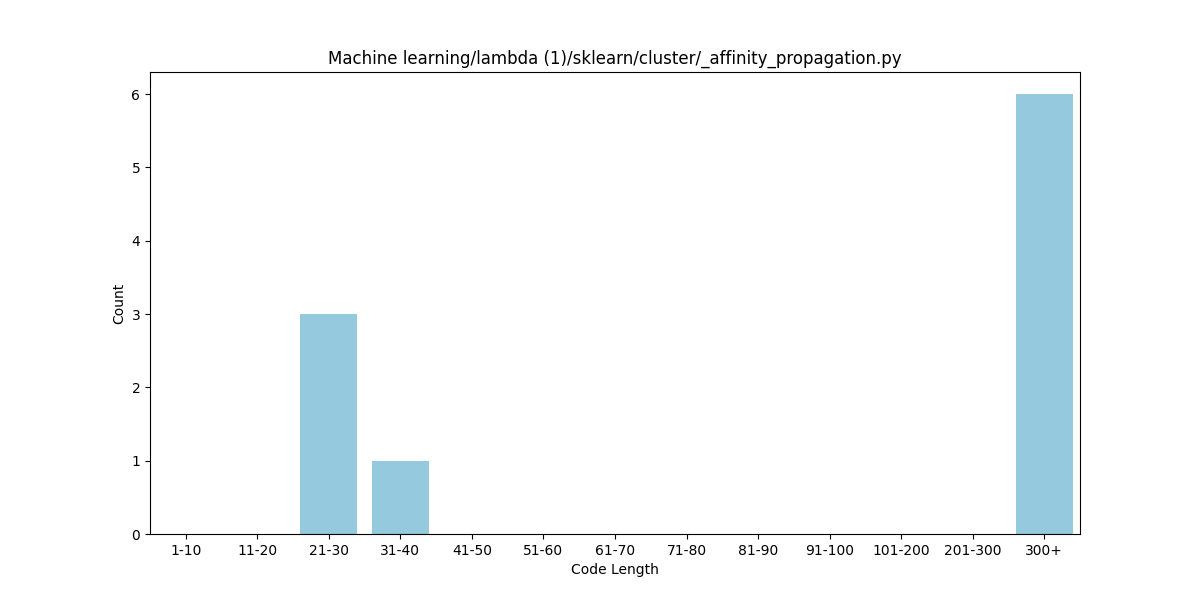 Machine learning/lambda (1)/sklearn/cluster/_affinity_propagation.py
6
5
4
3
2
1
0
Count
1-10 11-20 21-30 31-40 41-50 51-60 61-70 71-80 81-90 91-100 101-200 201-300 300+
Code Length